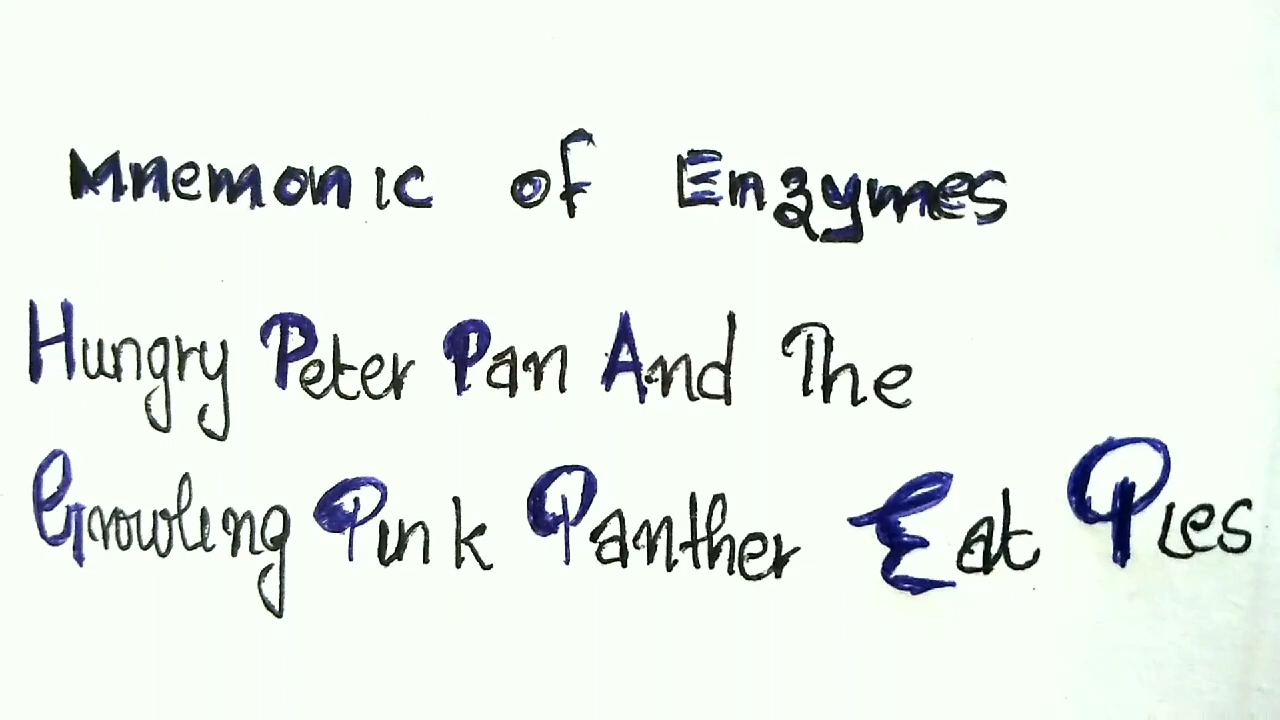 Mnemonic of Enzymes
Hungry Peter Pan And The
Growling Pink Panther Eat Pies